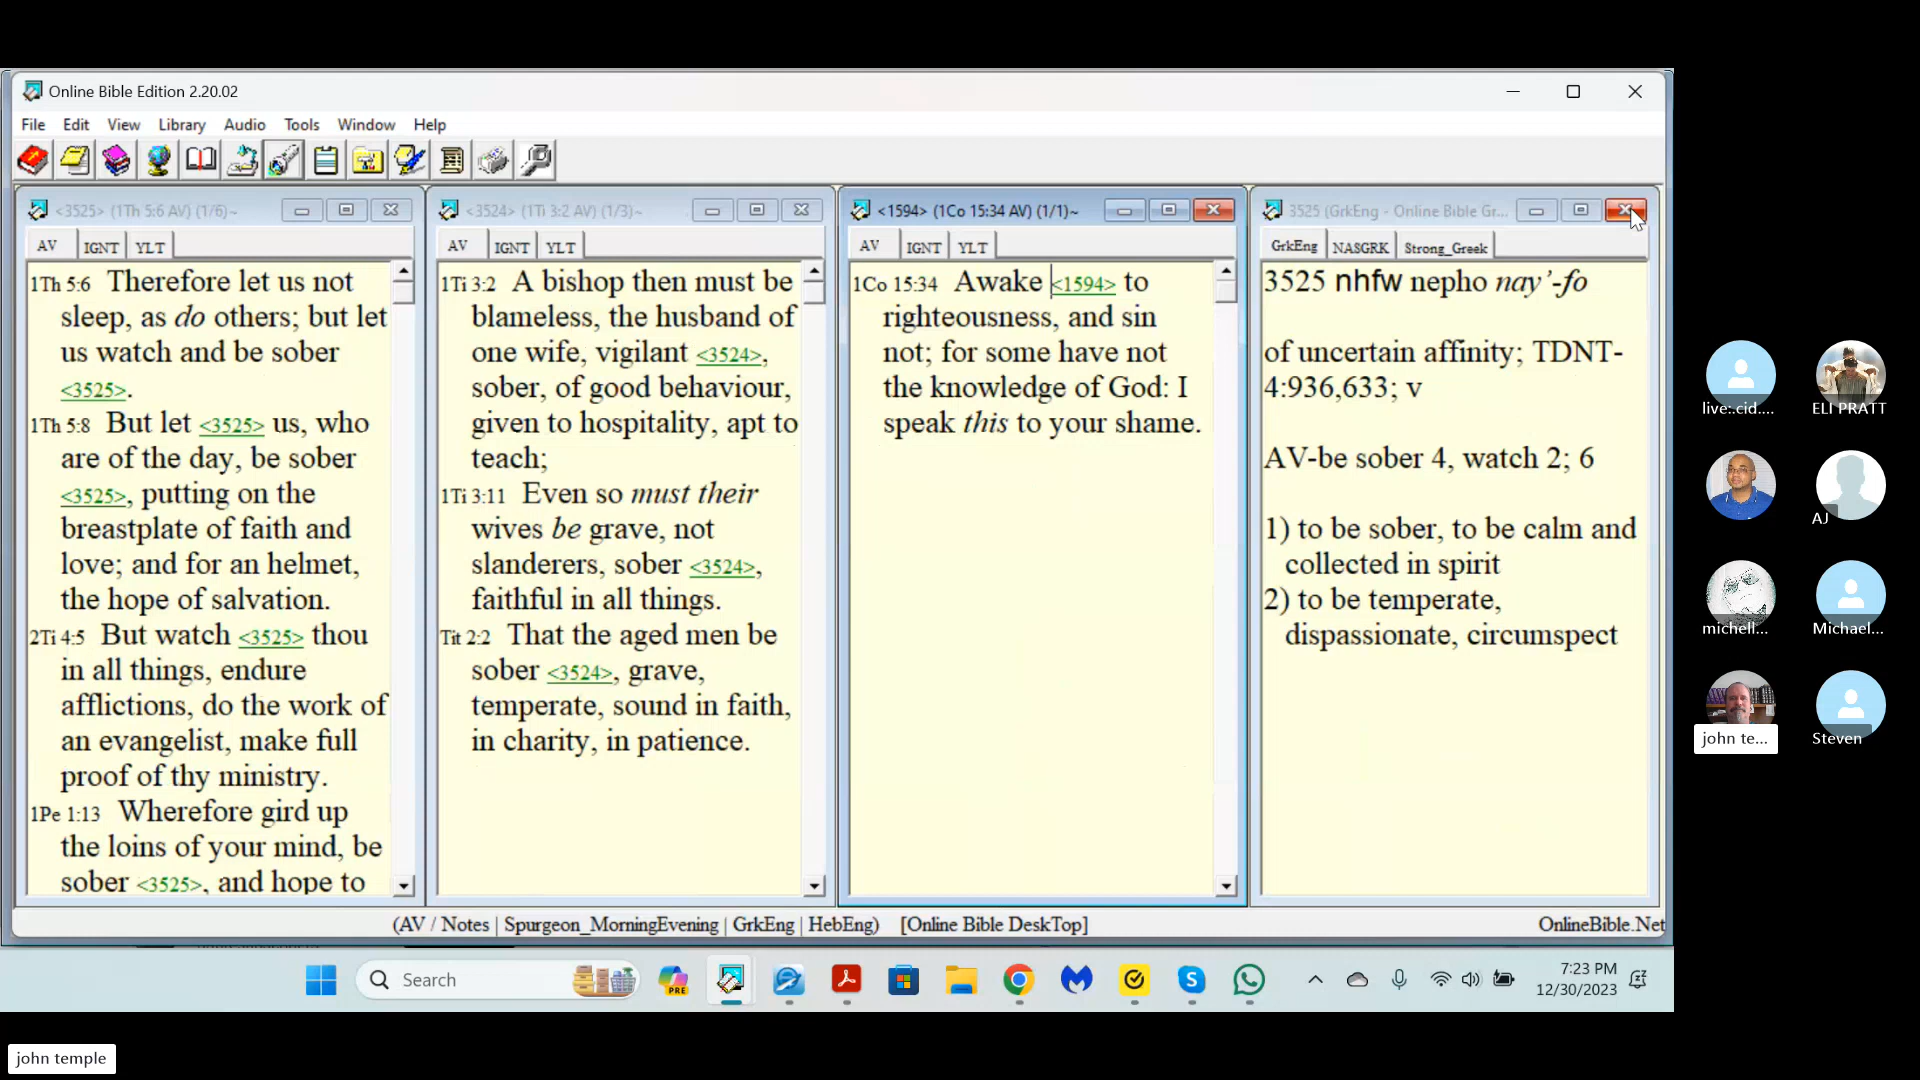 Online Bible Edition 2.20.02
File Edit View Library Audio Tools Window Help
<3525> (1Th 5:6 AV) (1/6)~
AV IGNT YLT
1Th 5:6 Therefore let us not
sleep, as do others; but let
us watch and be sober
<3525>.
1Th 5:8 But let <3525> us, who
are of the day, be sober
<3525>, putting on the
breastplate of faith and
love; and for an helmet,
the hope of salvation.
2Ti 4:5 But watch <3525> thou
in all things, endure
afflictions, do the work of
an evangelist, make full
proof of thy ministry.
1Pe 1:13 Wherefore gird up
the loins of your mind, be
sober <3525>, and hope to
<3524> (1Ti 3:2 AV) (1/3)~
AV IGNT YLT
1Ti 3:2 A bishop then must be
blameless, the husband of
one wife, vigilant <3524>,
sober, of good behaviour,
given to hospitality, apt to
teach;
1Ti 3:11 Even so must their
wives be grave, not
slanderers, sober <3524>,
faithful in all things.
Tit 2:2 That the aged men be
sober <3524>, grave,
temperate, sound in faith,
in charity, in patience.
<1594> (1Co 15:34 AV) (1/1)~
AV IGNT YLT
1Co 15:34 Awake <1594> to
righteousness, and sin
not; for some have not
the knowledge of God: I
speak this to your shame.
3525 (GrkEng - Online Bible Gr...
GrkEng NASGRK Strong_Greek
3525 nhfw nepho nay’-fo
of uncertain affinity; TDNT-
4:936,633; v
AV-be sober 4, watch 2; 6
1) to be sober, to be calm and
collected in spirit
2) to be temperate,
dispassionate, circumspect
(AV / Notes | Spurgeon_MorningEvening | GrkEng | HebEng) [Online Bible DeskTop]
OnlineBible.Net
Search
PRE
7:23 PM
12/30/2023
live:.cid....
ELI PRATT
AJ
michell...
Michael...
john te...
Steven
john temple